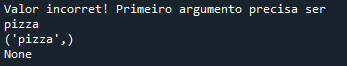 Valor incorret! Primeiro argumento precisa ser
pizza
('pizza',)
None